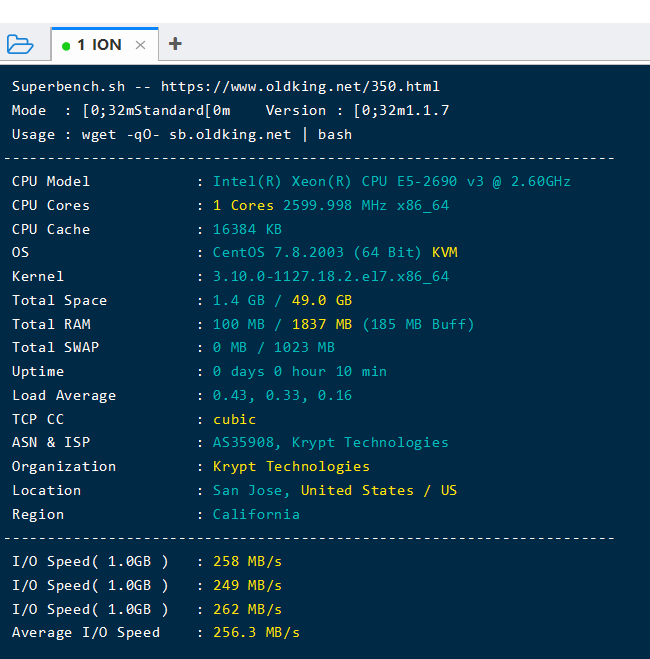 1 ION × +
Superbench.sh -- https://www.oldking.net/350.html
Mode : [0;32mStandard[0m Version : [0;32m1.1.7
Usage : wget -qO- sb.oldking.net | bash
----------------------------------------------------------------------
CPU Model : Intel(R) Xeon(R) CPU E5-2690 v3 @ 2.60GHz
CPU Cores : 1 Cores 2599.998 MHz x86_64
CPU Cache : 16384 KB
OS : CentOS 7.8.2003 (64 Bit) KVM
Kernel : 3.10.0-1127.18.2.el7.x86_64
Total Space : 1.4 GB / 49.0 GB
Total RAM : 100 MB / 1837 MB (185 MB Buff)
Total SWAP : 0 MB / 1023 MB
Uptime : 0 days 0 hour 10 min
Load Average : 0.43, 0.33, 0.16
TCP CC : cubic
ASN & ISP : AS35908, Krypt Technologies
Organization : Krypt Technologies
Location : San Jose, United States / US
Region : California
----------------------------------------------------------------------
I/O Speed( 1.0GB ) : 258 MB/s
I/O Speed( 1.0GB ) : 249 MB/s
I/O Speed( 1.0GB ) : 262 MB/s
Average I/O Speed : 256.3 MB/s